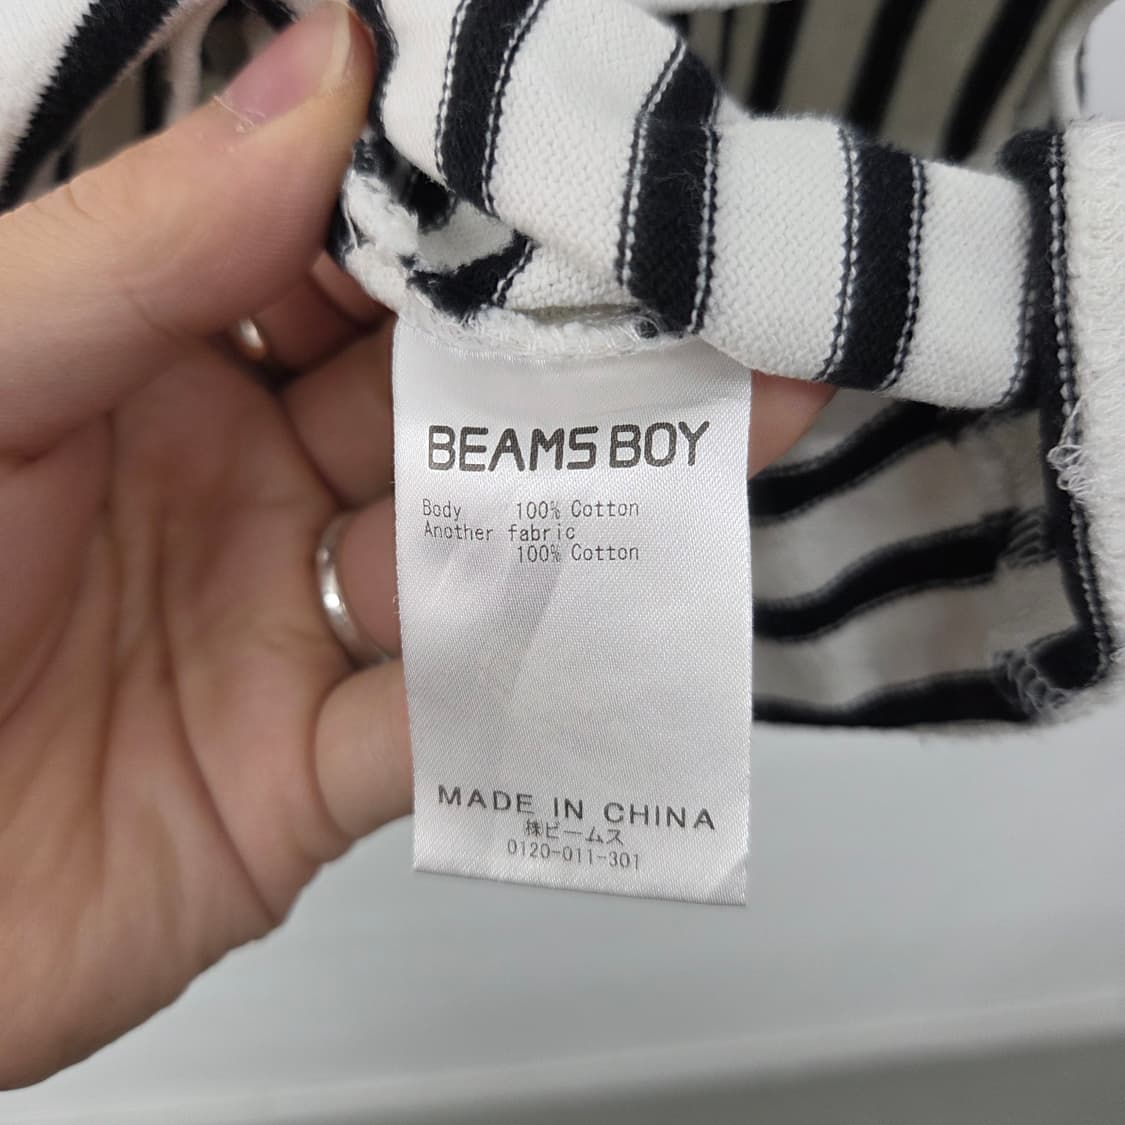 BEAMS BOY
Body 100% Cotton
Another fabric
100% Cotton
MADE IN CHINA
㈱ビームス
0120-011-301